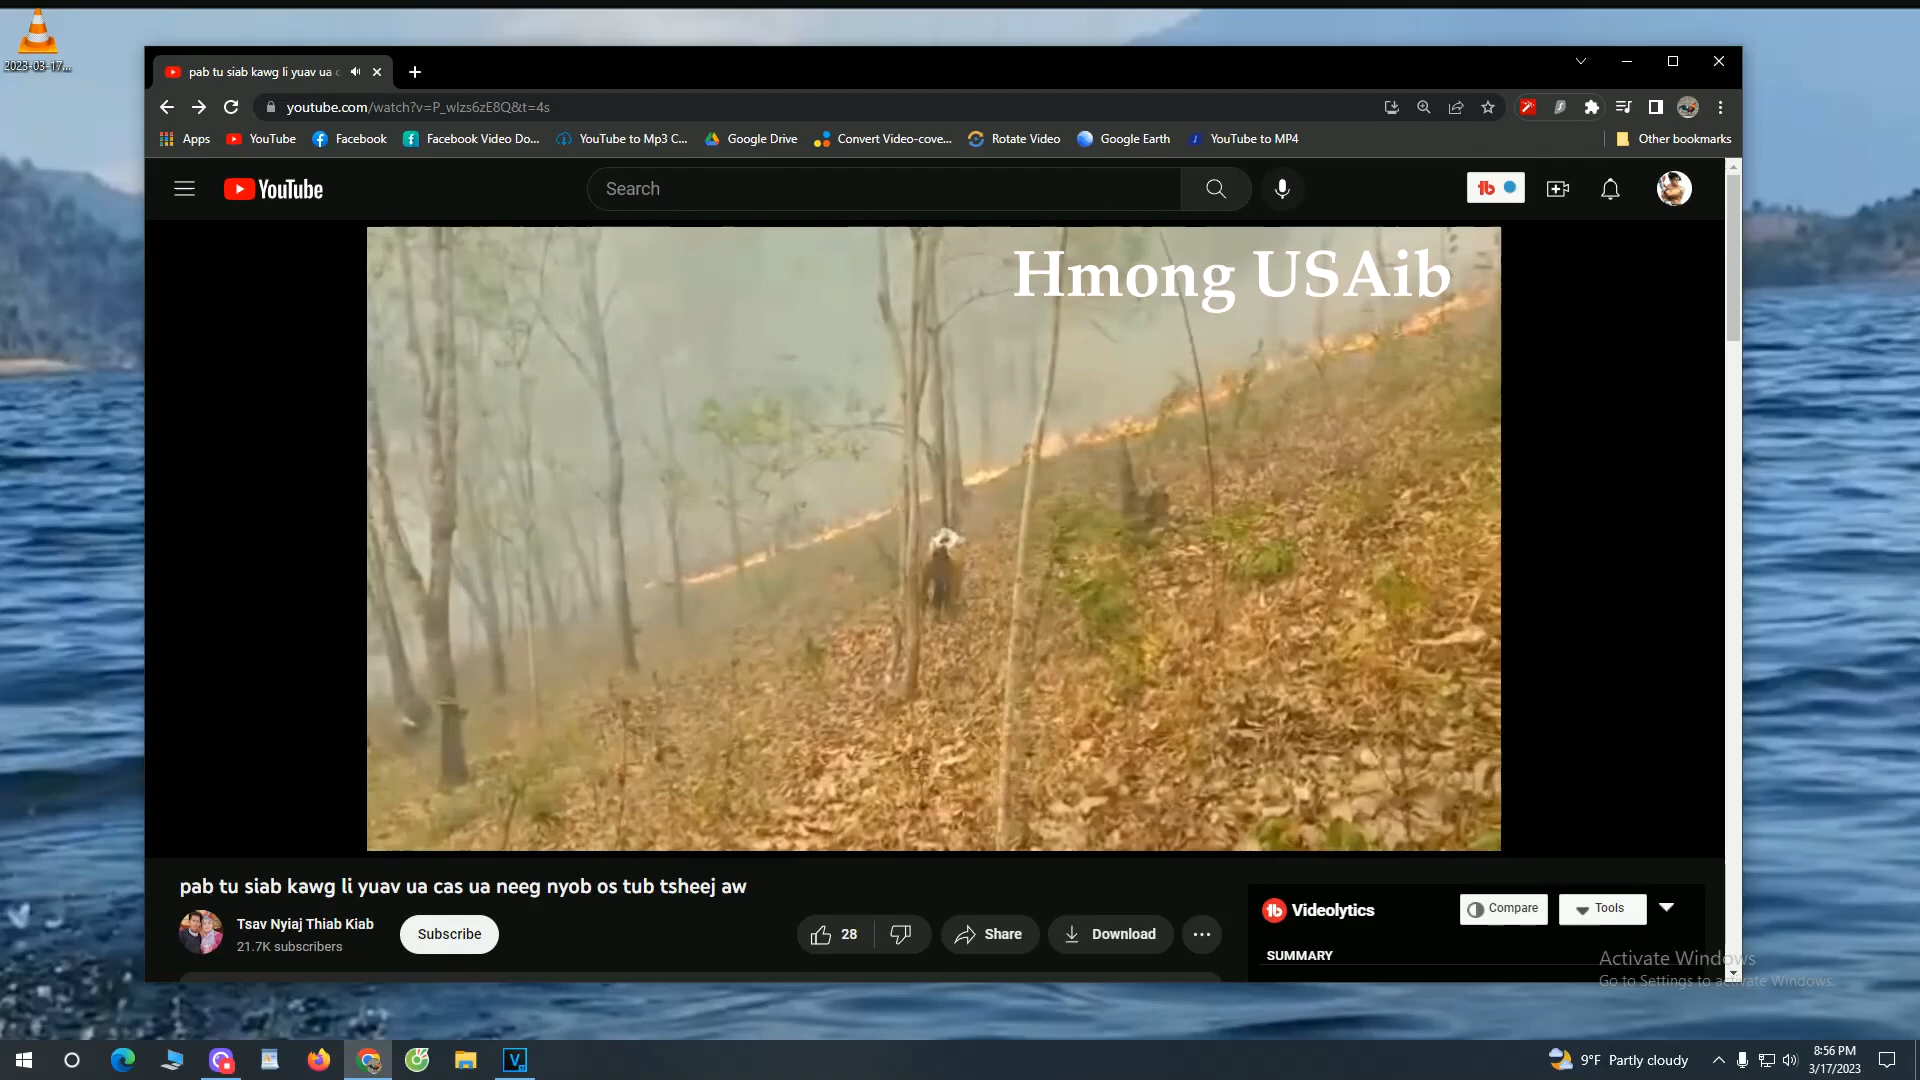 2023-03-17...
pab tu siab kawg li yuav ua c
youtube.com/watch?v=P_wlzs6zE8Q&t=4s
Apps YouTube Facebook Facebook Video Do... YouTube to Mp3 C... Google Drive Convert Video-cove... Rotate Video Google Earth YouTube to MP4 Other bookmarks
YouTube Search
Hmong USAib
pab tu siab kawg li yuav ua cas ua neeg nyob os tub tsheej aw
Tsav Nyiaj Thiab Kiab
21.7K subscribers
Subscribe
28 Share Download
Videolytics Compare Tools
SUMMARY
Activate Windows
Go to Settings to activate Windows.
9°F Partly cloudy
8:56 PM
3/17/2023